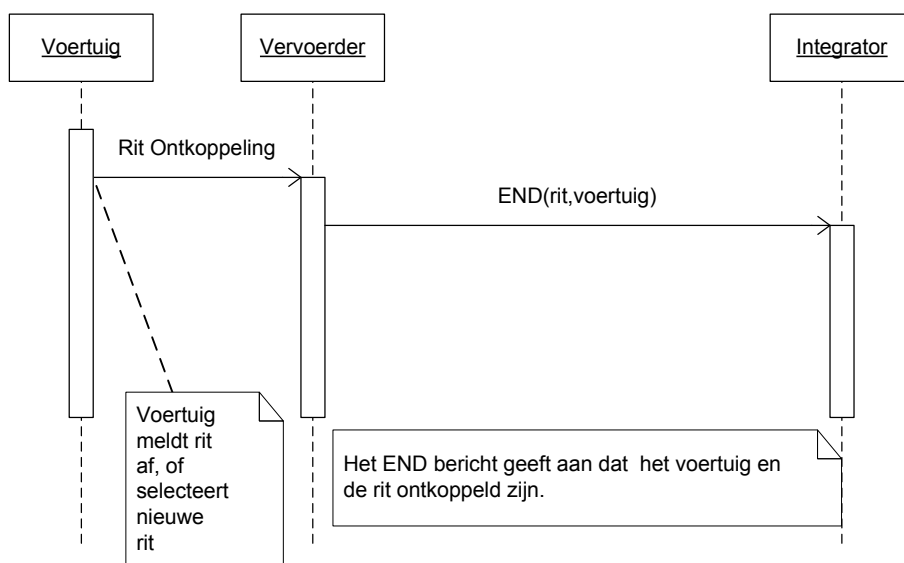 Voertuig
Vervoerder
Integrator
Rit Ontkoppeling
END(rit,voertuig)
Voertuig
meldt rit
af, of
selecteert
nieuwe
rit
Het END bericht geeft aan dat het voertuig en
de rit ontkoppeld zijn.